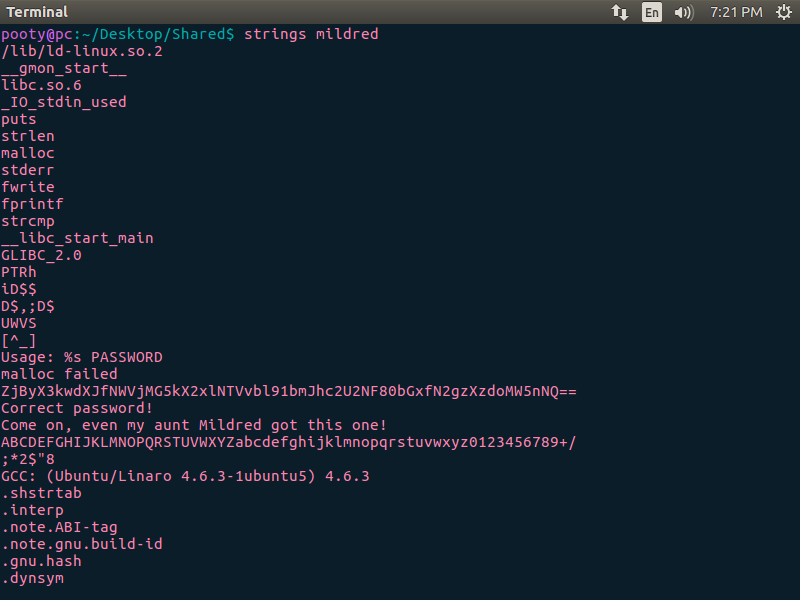 Terminal
En
7:21 PM
pooty@pc:~/Desktop/Shared$ strings mildred
/lib/ld-linux.so.2
__gmon_start__
libc.so.6
_IO_stdin_used
puts
strlen
malloc
stderr
fwrite
fprintf
strcmp
__libc_start_main
GLIBC_2.0
PTRh
iD$$
D$,;D$
UWVS
[^_]
Usage: %s PASSWORD
malloc failed
ZjByX3kwdXJfNWVjMG5kX2xlNTVvbl91bmJhc2U2NF80bGxfN2gzXzdoMW5nNQ==
Correct password!
Come on, even my aunt Mildred got this one!
ABCDEFGHIJKLMNOPQRSTUVWXYZabcdefghijklmnopqrstuvwxyz0123456789+/
;*2$"8
GCC: (Ubuntu/Linaro 4.6.3-1ubuntu5) 4.6.3
.shstrtab
.interp
.note.ABI-tag
.note.gnu.build-id
.gnu.hash
.dynsym